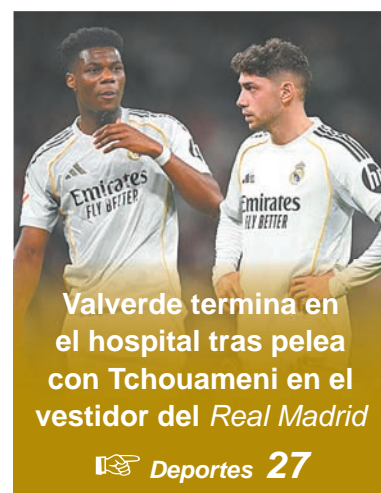 Emirates
FLY BETTER
Emirates
FLY BETTER
Valverde termina en
el hospital tras pelea
con Tchouameni en el
vestidor del Real Madrid
☞ Deportes 27